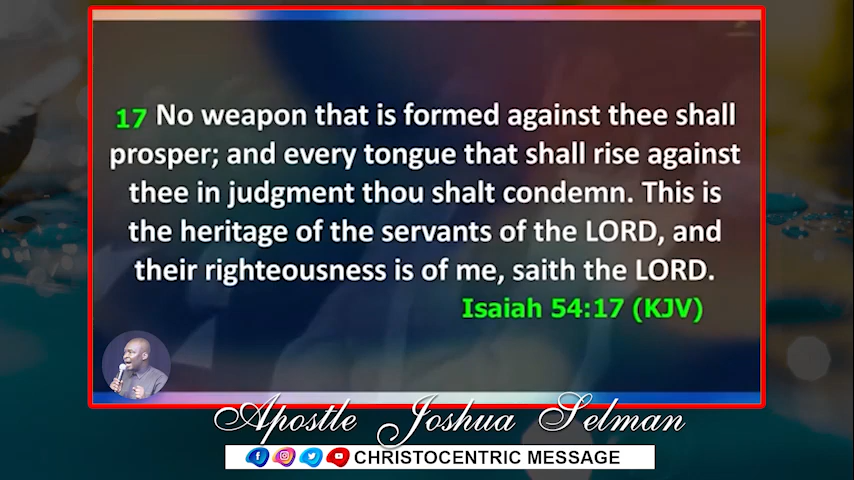 17 No weapon that is formed against thee shall
prosper; and every tongue that shall rise against
thee in judgment thou shalt condemn. This is
the heritage of the servants of the LORD, and
their righteousness is of me, saith the LORD.
Isaiah 54:17 (KJV)
Apostle Joshua Selman
CHRISTOCENTRIC MESSAGE